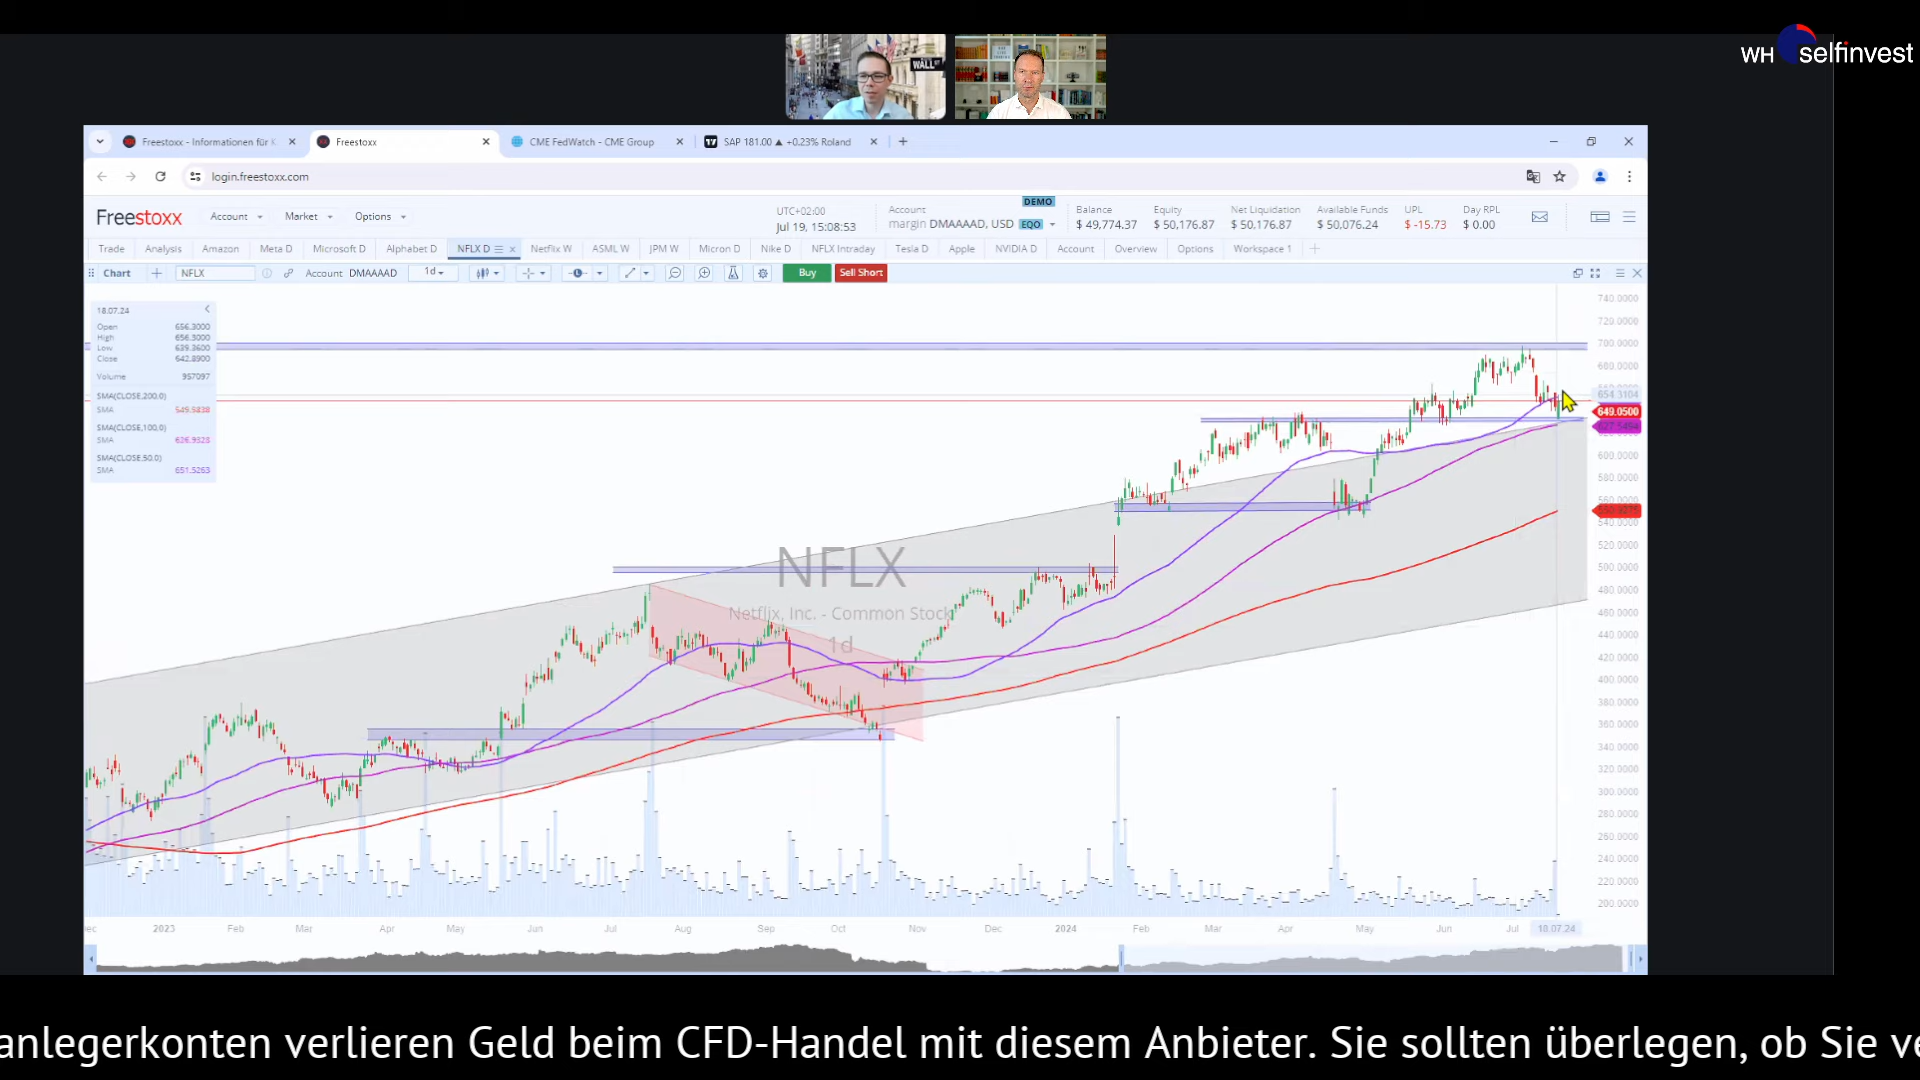 WH selfinvest
WALL ST
Freestoxx - Informationen für K
Freestoxx
CME FedWatch - CME Group
SAP 181.00 ▲ +0.23% Roland
login.freestoxx.com
Freestoxx
Account
Market
Options
UTC+02:00
Jul 19, 15:08:53
Account
DEMO
margin DMAAAAD, USD EQO
Balance
$ 49,774.37
Equity
$ 50,176.87
Net Liquidation
$ 50,176.87
Available Funds
$ 50,076.24
UPL
$ -15.73
Day RPL
$ 0.00
Trade Analysis Amazon Meta D Microsoft D Alphabet D NFLX D Netflix W ASML W JPM W Micron D Nike D NFLX Intraday Tesla D Apple NVIDIA D Account Overview Options Workspace 1
Chart NFLX Account DMAAAAD 1d Buy Sell Short
18.07.24
Open 656.3000
High 656.3000
Low 639.3600
Close 642.8900
Volume 957097
SMA(CLOSE,200,0)
SMA 549.5838
SMA(CLOSE,100,0)
SMA 626.9328
SMA(CLOSE,50,0)
SMA 651.5263
NFLX
Netflix, Inc. - Common Stock
1d
740.0000
720.0000
700.0000
680.0000
654.3104
649.0500
600.0000
580.0000
540.0000
520.0000
500.0000
480.0000
460.0000
440.0000
420.0000
400.0000
380.0000
360.0000
340.0000
320.0000
300.0000
280.0000
260.0000
240.0000
220.0000
200.0000
2023 Feb Mar Apr May Jun Jul Aug Sep Oct Nov Dec 2024 Feb Mar Apr May Jun Jul 18.07.24
anlegerkonten verlieren Geld beim CFD-Handel mit diesem Anbieter. Sie sollten überlegen, ob Sie ve